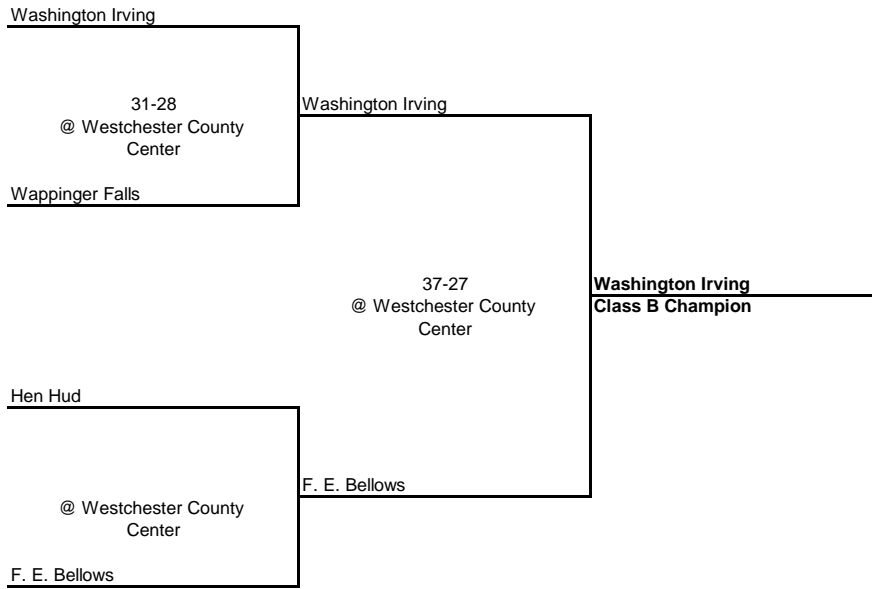 Washington Irving
31-28
@ Westchester County
Center
Washington Irving
Wappinger Falls
37-27
@ Westchester County
Center
Washington Irving
Class B Champion
Hen Hud
@ Westchester County
Center
F. E. Bellows
F. E. Bellows